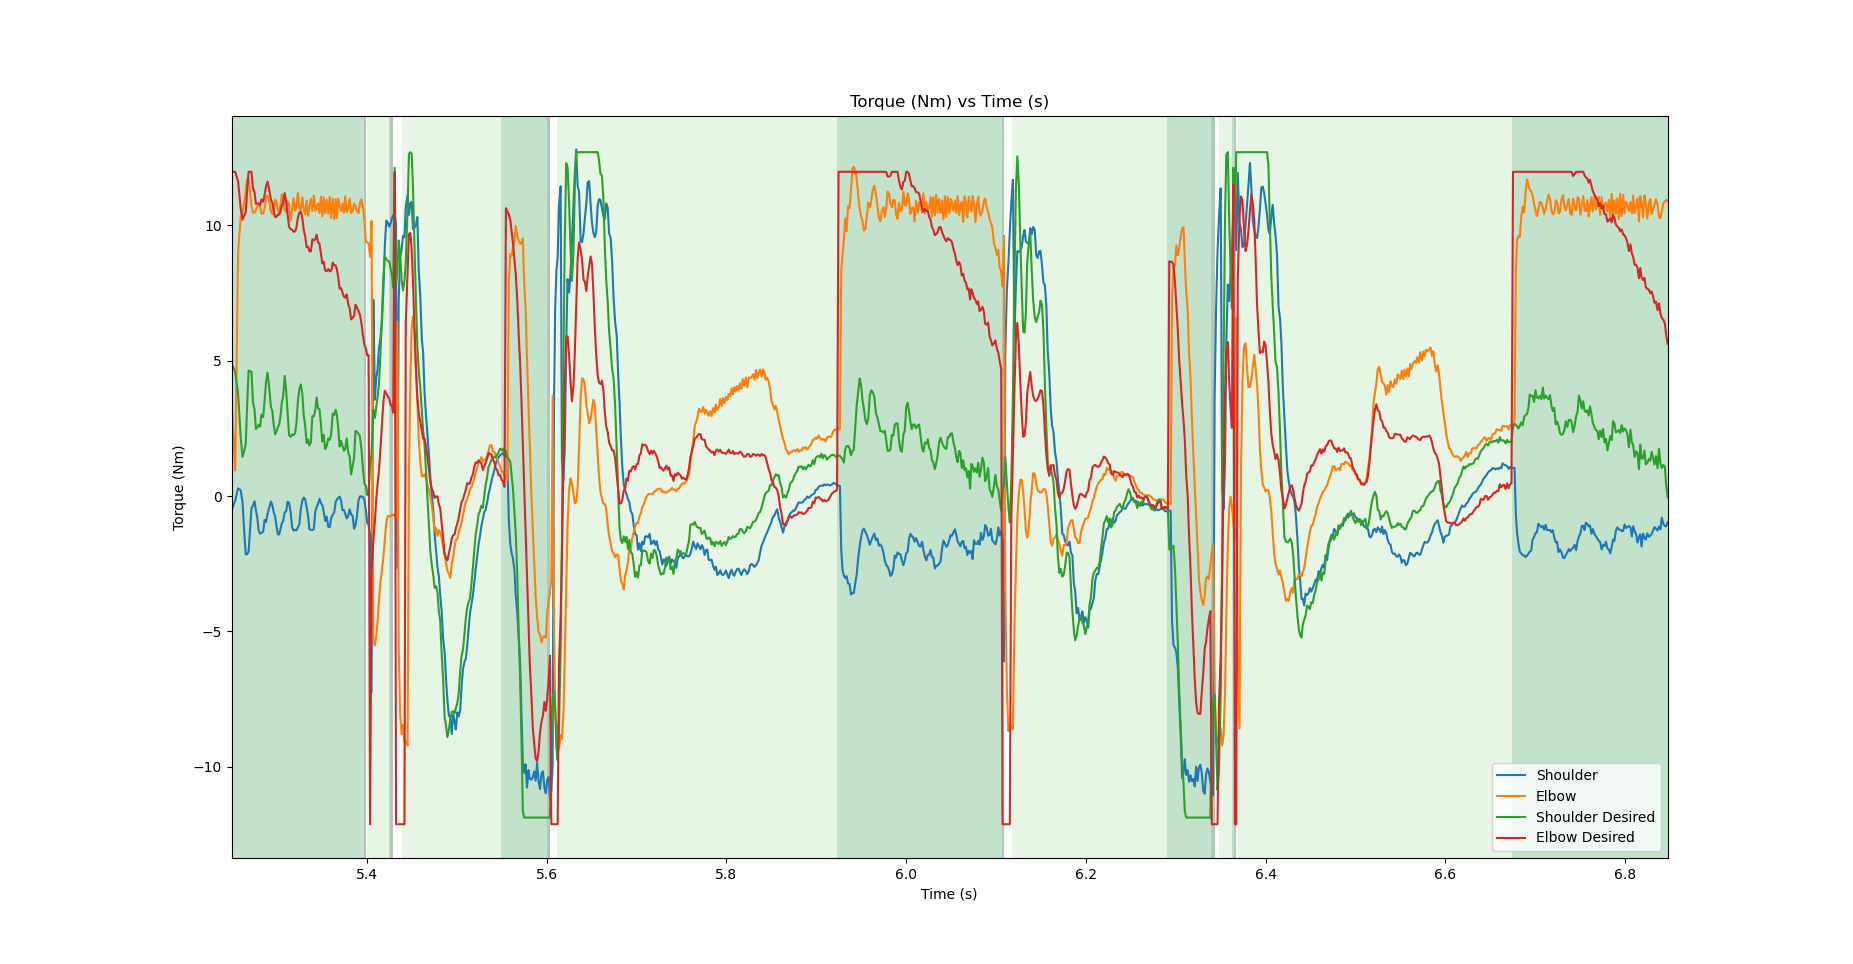 Torque (Nm) vs Time (s)
Torque (Nm)
10
5
0
−5
−10
5.4
5.6
5.8
6.0
6.2
6.4
6.6
6.8
Time (s)
Shoulder
Elbow
Shoulder Desired
Elbow Desired